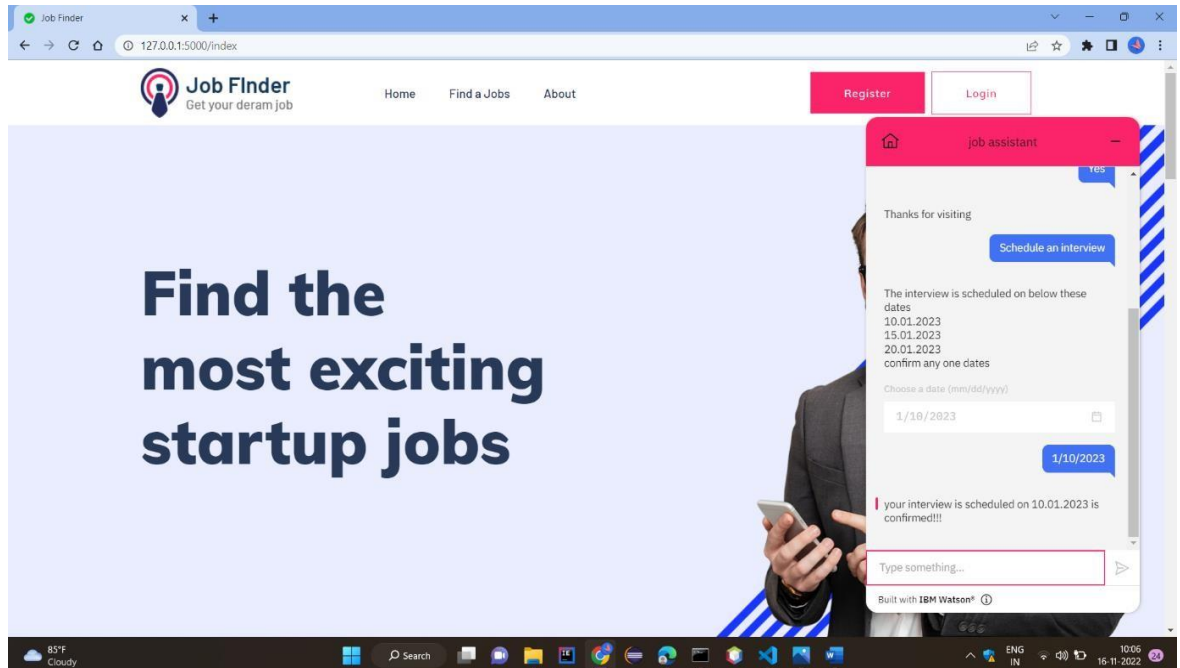 Job Finder
127.0.0.1:5000/index
Job FInder
Get your deram job
Home Find a Jobs About
Register Login
job assistant
Yes
Thanks for visiting
Schedule an interview
The interview is scheduled on below these
dates
10.01.2023
15.01.2023
20.01.2023
confirm any one dates
Choose a date (mm/dd/yyyy)
1/10/2023
1/10/2023
your interview is scheduled on 10.01.2023 is
confirmed!!!
Type something...
Built with IBM Watson®
Find the
most exciting
startup jobs
85°F
Cloudy
Search
ENG
IN
10:06
16-11-2022
24